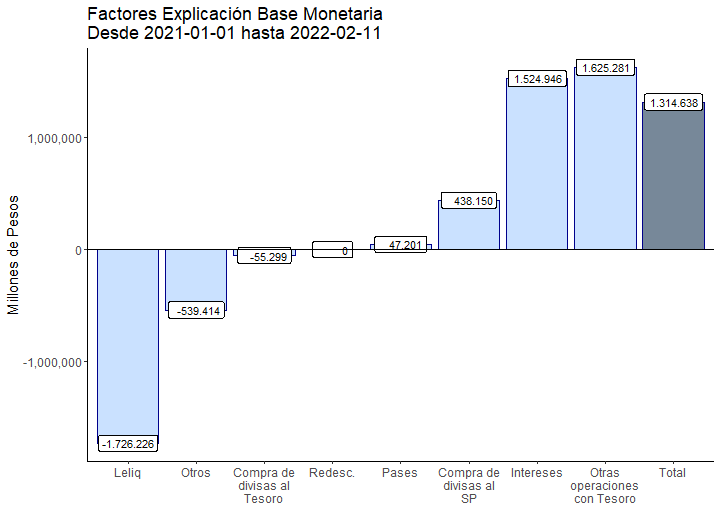 Factores Explicación Base Monetaria
Desde 2021-01-01 hasta 2022-02-11
Millones de Pesos
1,000,000
0
-1,000,000
-1.726.226
-539.414
-55.299
0
47.201
438.150
1.524.946
1.625.281
1.314.638
Leliq
Otros
Compra de
divisas al
Tesoro
Redesc.
Pases
Compra de
divisas al
SP
Intereses
Otras
operaciones
con Tesoro
Total